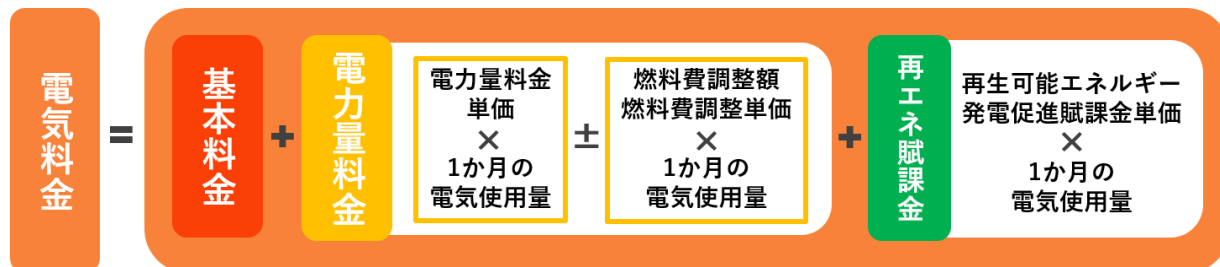 電気料金
=
基本料金
+
電力量料金
電力量料金
単価
×
1か月の
電気使用量
±
燃料費調整額
燃料費調整単価
×
1か月の
電気使用量
+
再エネ賦課金
再生可能エネルギー
発電促進賦課金単価
×
1か月の
電気使用量